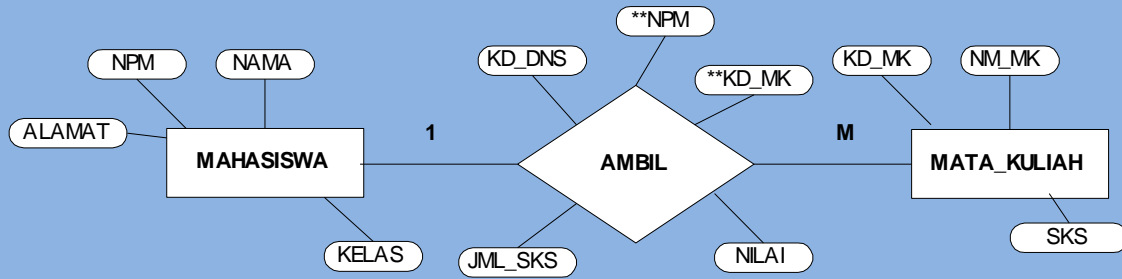 **NPM
NPM
NAMA
KD_DNS
KD_MK
NM_MK
**KD_MK
ALAMAT
1
M
MAHASISWA
AMBIL
MATA_KULIAH
KELAS
JML_SKS
NILAI
SKS